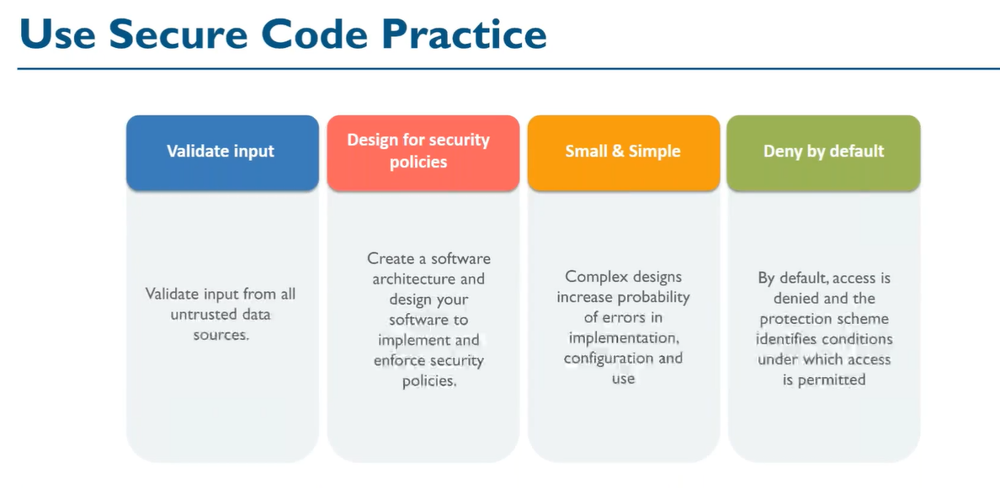 Use Secure Code Practice
Validate input
Validate input from all
untrusted data
sources.
Design for security
policies
Create a software
architecture and
design your
software to
implement and
enforce security
policies.
Small & Simple
Complex designs
increase probability
of errors in
implementation,
configuration and
use
Deny by default
By default, access is
denied and the
protection scheme
identifies conditions
under which access
is permitted